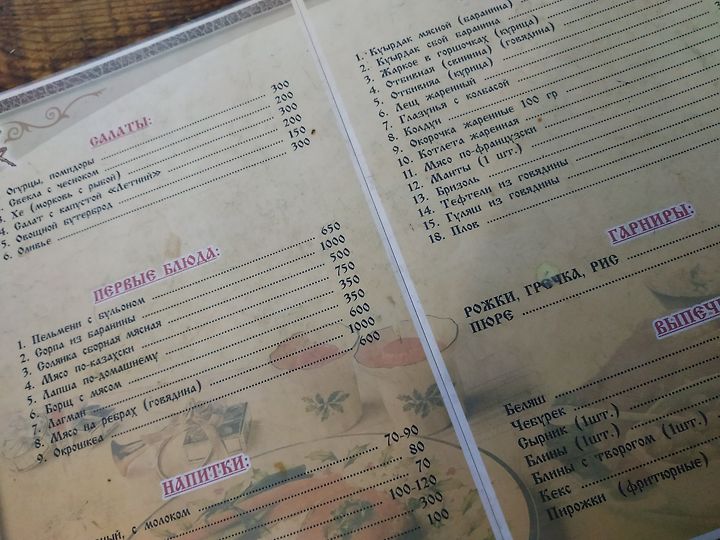 САЛАТЫ:
Огурцы, помидоры 300
Свекла с чесноком 200
3. Хе (морковь с рыбой) 300
4. Салат с капустой «Летний» 200
5. Овощной бутерброд 150
6. Оливье 300
ПЕРВЫЕ БЛЮДА:
1. Пельмени с бульоном 650
2. Сорпа из баранины 1000
3. Солянка сборная мясная 500
4. Мясо по-казахски 750
5. Лапша по-домашнему 350
6. Борщ с мясом 350
7. Лагман 600
8. Мясо на ребрах (говядина) 1000
9. Окрошка 600
НАПИТКИ:
70-90
ный, с молоком 80
70
100-120
300
100
1. Куырдак мясной (баранина)
2. Куырдак свой баранина
3. Жаркое в горшочках (курица)
4. Отбивная (свинина) (говядина)
5. Отбивная (курица)
6. Лещ жаренный
7. Глазунья с колбасой
8. Колдун
9. Окорочка жаренные 100 гр
10. Котлета жаренная
11. Мясо по-французски
12. Манты (1 шт.)
13. Бризоль
14. Тефтели из говядины
15. Гуляш из говядины
18. Плов
ГАРНИРЫ:
РОЖКИ, ГРЕЧКА, РИС
ПЮРЕ
ВЫПЕЧ
Беляш
Чебурек
Сырник (1шт.)
Блины (1шт.)
Блины с творогом (1шт.)
Кекс
Пирожки (фритюрные)